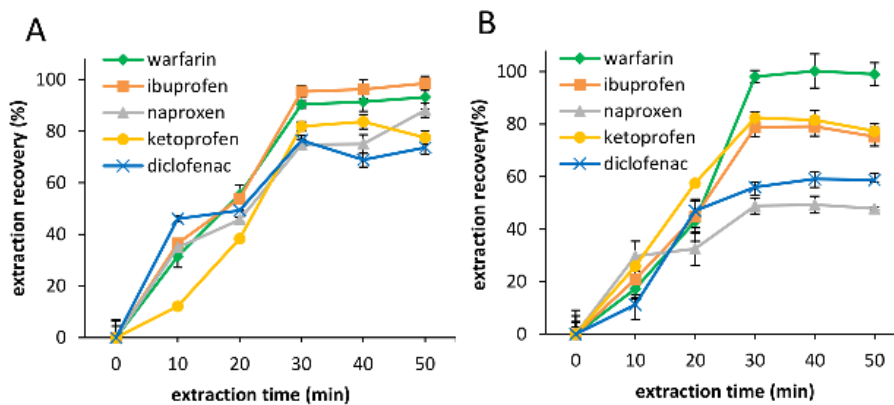 A
warfarin
ibuprofen
naproxen
ketoprofen
diclofenac
extraction recovery(%)
100
80
60
40
20
0
0 10 20 30 40 50
extraction time (min)
B
warfarin
ibuprofen
naproxen
ketoprofen
diclofenac
extraction recovery(%)
100
80
60
40
20
0
0 10 20 30 40 50
extraction time (min)